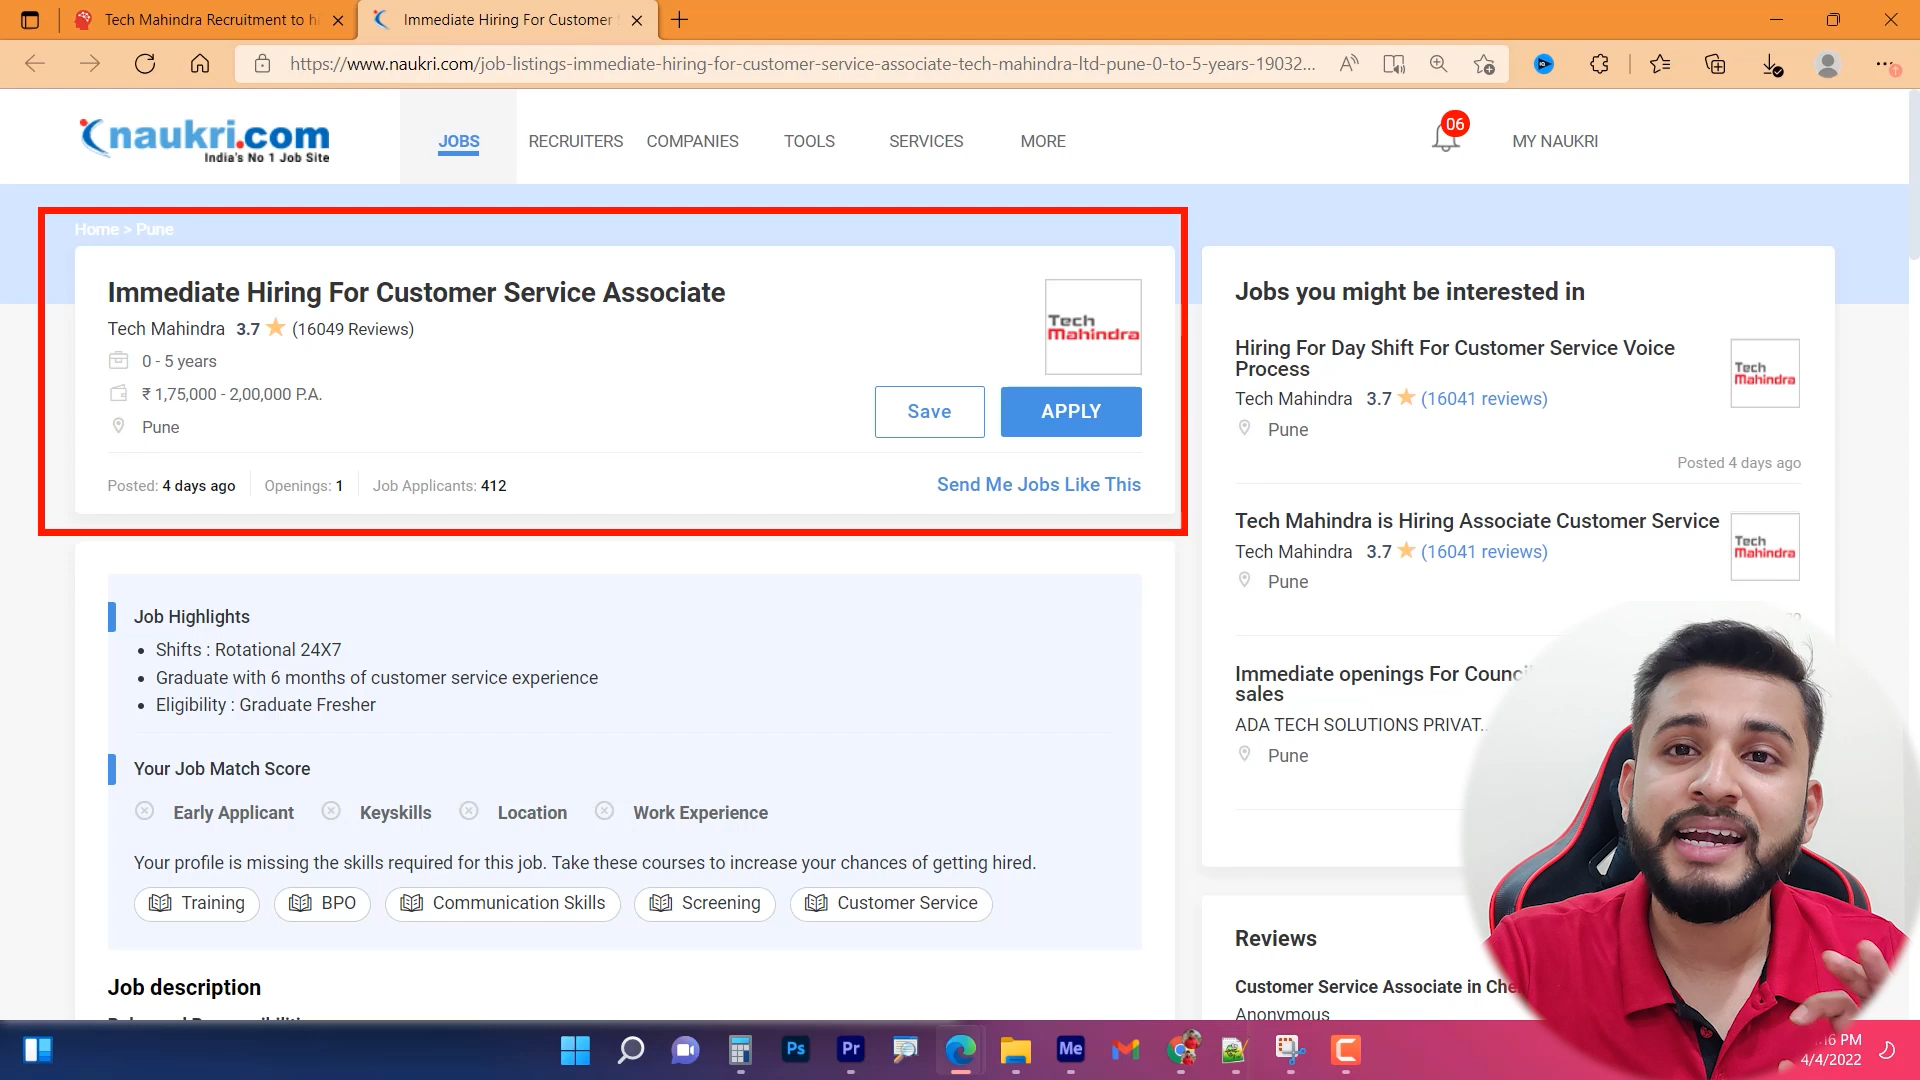 Tech Mahindra Recruitment to h
Immediate Hiring For Customer
https://www.naukri.com/job-listings-immediate-hiring-for-customer-service-associate-tech-mahindra-ltd-pune-0-to-5-years-19032...
naukri.com
India's No 1 Job Site
JOBS
RECRUITERS
COMPANIES
TOOLS
SERVICES
MORE
06
MY NAUKRI
Home > Pune
Immediate Hiring For Customer Service Associate
Tech Mahindra 3.7 (16049 Reviews)
0 - 5 years
₹ 1,75,000 - 2,00,000 P.A.
Pune
Tech
Mahindra
Save
APPLY
Posted: 4 days ago
Openings: 1
Job Applicants: 412
Send Me Jobs Like This
Job Highlights
Shifts : Rotational 24X7
Graduate with 6 months of customer service experience
Eligibility : Graduate Fresher
Your Job Match Score
Early Applicant
Keyskills
Location
Work Experience
Your profile is missing the skills required for this job. Take these courses to increase your chances of getting hired.
Training
BPO
Communication Skills
Screening
Customer Service
Job description
Jobs you might be interested in
Hiring For Day Shift For Customer Service Voice
Process
Tech Mahindra 3.7 (16041 reviews)
Pune
Tech
Mahindra
Posted 4 days ago
Tech Mahindra is Hiring Associate Customer Service
Tech Mahindra 3.7 (16041 reviews)
Pune
Tech
Mahindra
Immediate openings For Counc
sales
ADA TECH SOLUTIONS PRIVAT..
Pune
Reviews
Customer Service Associate in Che
Anonymous
Ps
Pr
Me
16 PM
4/4/2022